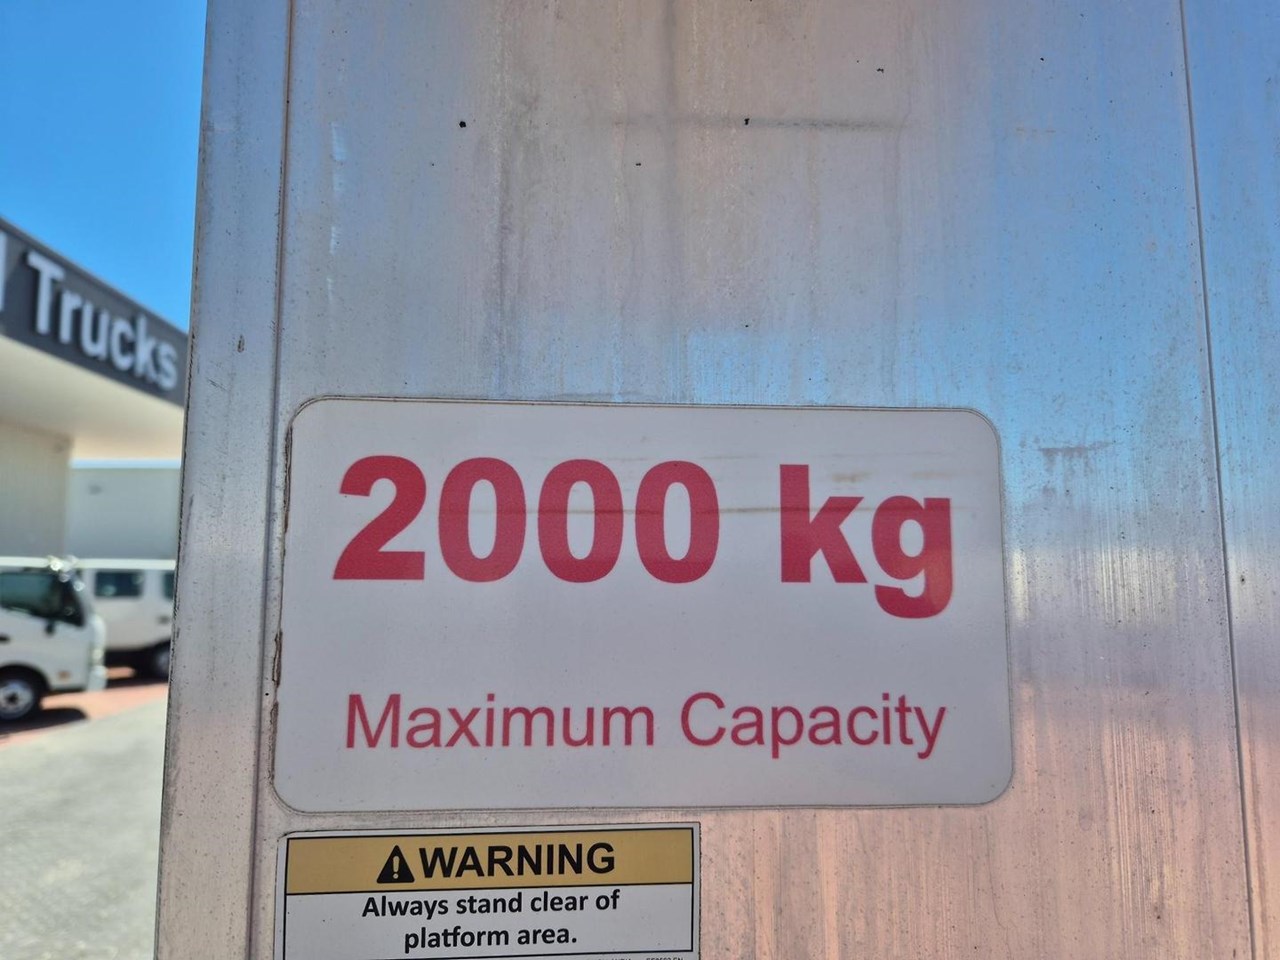 Trucks
2000 kg
Maximum Capacity
WARNING
Always stand clear of
platform area.